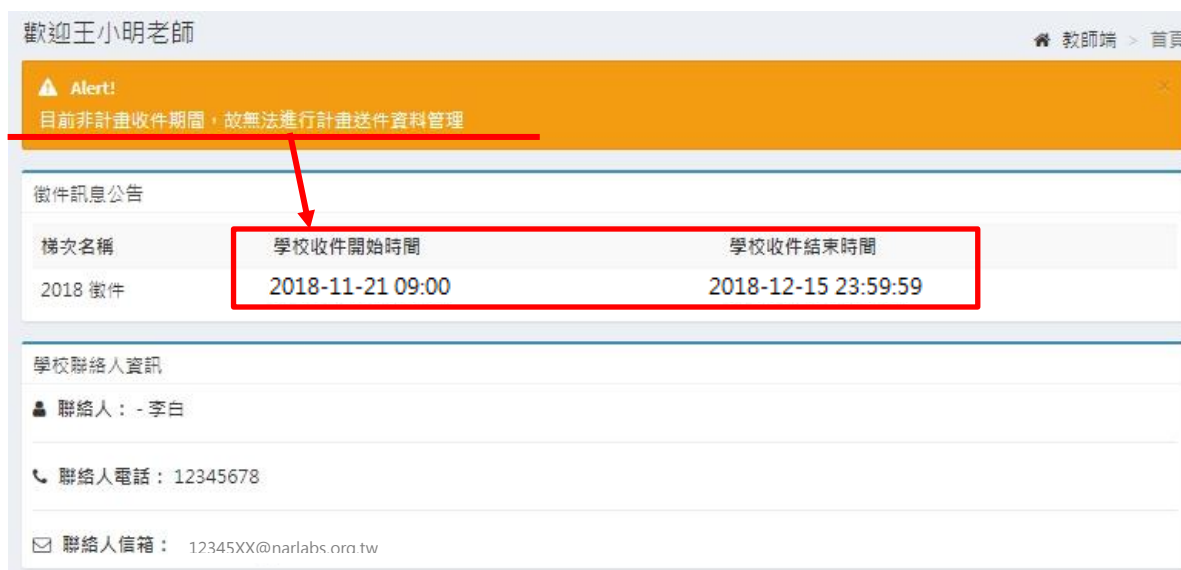 歡迎王小明老師
教師端 > 首頁
Alert!
目前非計畫收件期間，故無法進行計畫送件資料管理
徵件訊息公告
梯次名稱 學校收件開始時間 學校收件結束時間
2018 徵件 2018-11-21 09:00 2018-12-15 23:59:59
學校聯絡人資訊
聯絡人： - 李白
聯絡人電話： 12345678
聯絡人信箱： 12345XX@narlabs.org.tw